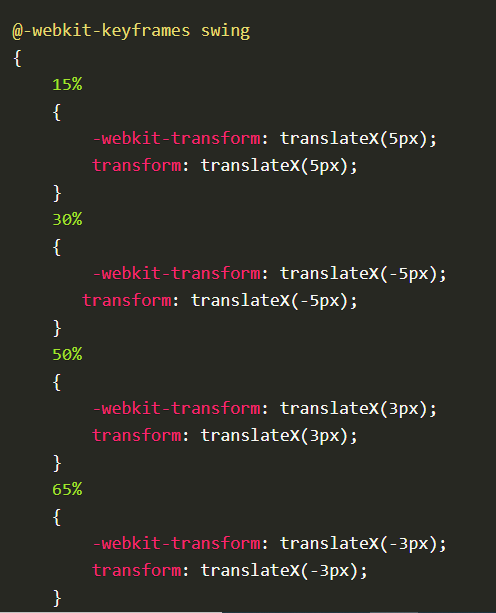 @-webkit-keyframes swing
{
    15%
    {
        -webkit-transform: translateX(5px);
        transform: translateX(5px);
    }
    30%
    {
        -webkit-transform: translateX(-5px);
       transform: translateX(-5px);
    }
    50%
    {
        -webkit-transform: translateX(3px);
        transform: translateX(3px);
    }
    65%
    {
        -webkit-transform: translateX(-3px);
        transform: translateX(-3px);
    }